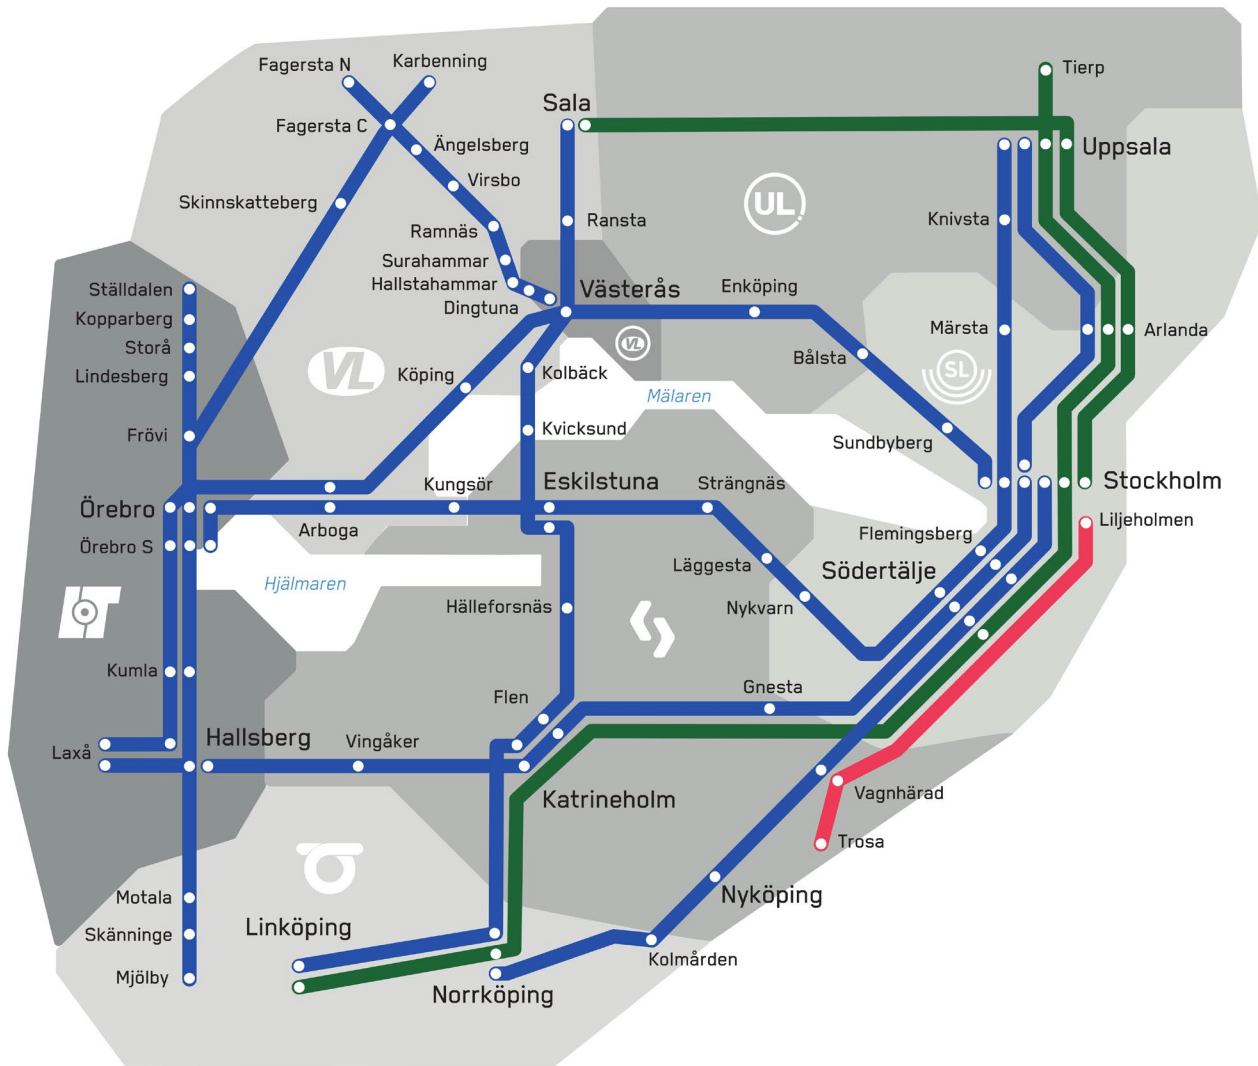 Tierp
Fagersta N
Karbenning
Sala
Fagersta C
Ängelsberg
Uppsala
Virsbo
UL
Skinnskatteberg
Ransta
Knivsta
Ramnäs
Surahammar
Hallstahammar
Ställdalen
Västerås
Enköping
Dingtuna
Kopparberg
Märsta
Arlanda
Storå
VL
Bålsta
Lindesberg
VL
Köping
Kolbäck
SL
Mälaren
Frövi
Kvicksund
Sundbyberg
Kungsör
Eskilstuna
Strängnäs
Stockholm
Örebro
Liljeholmen
Arboga
Flemingsberg
Örebro S
Läggesta
Södertälje
Hjälmaren
Hälleforsnäs
Nykvarn
Kumla
Gnesta
Flen
Hallsberg
Vingåker
Laxå
Katrineholm
Vagnhärad
Trosa
Motala
Nyköping
Linköping
Skänninge
Kolmården
Mjölby
Norrköping